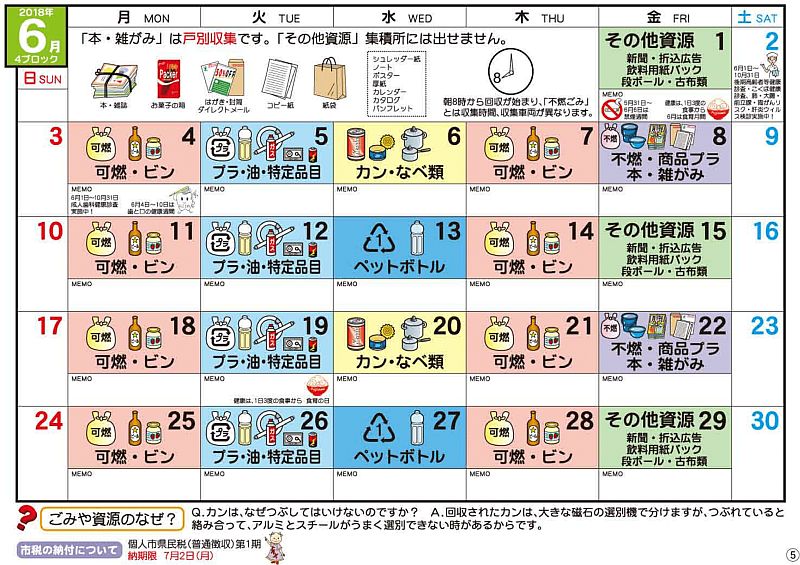 2018年
6月
4ブロック
月 MON
火 TUE
水 WED
木 THU
金 FRI
土 SAT
日 SUN
「本・雑がみ」は戸別収集です。「その他資源」集積所には出せません。
本・雑誌
Packer
お菓子の箱
はがき・封筒
ダイレクトメール
コピー紙
紙袋
シュレッダー紙
ノート
ポスター
厚紙
カレンダー
カタログ
パンフレット
8
朝8時から回収が始まり、「不燃ごみ」
とは収集時間、収集車両が異なります。
その他資源 1
新聞・折込広告
飲料用紙パック
段ボール・古布類
MEMO
5月31日～
6月6日は
禁煙週間
健康は、1日3度の
食事から
6月は食育月間
2
6月1日～
10月31日
後期高齢者等健康
診査・こくほ健康
診査、肺・大腸・
前立腺・胃がんリ
スク・肝炎ウイル
ス検診実施中！
3
可燃
4
可燃・ビン
MEMO
6月1日～10月31日
成人歯科健康診査
実施中！
6月4日～10日は
歯と口の健康週間
プラ
5
プラ・油・特定品目
MEMO
6
カン・なべ類
MEMO
可燃
7
可燃・ビン
MEMO
不燃
8
不燃・商品プラ
本・雑がみ
MEMO
9
10
可燃
11
可燃・ビン
MEMO
プラ
12
プラ・油・特定品目
MEMO
1
13
ペットボトル
MEMO
可燃
14
可燃・ビン
MEMO
その他資源 15
新聞・折込広告
飲料用紙パック
段ボール・古布類
MEMO
16
17
可燃
18
可燃・ビン
MEMO
プラ
19
プラ・油・特定品目
MEMO
健康は、1日3度の食事から 食育の日
20
カン・なべ類
MEMO
可燃
21
可燃・ビン
MEMO
不燃
22
不燃・商品プラ
本・雑がみ
MEMO
23
24
可燃
25
可燃・ビン
MEMO
プラ
26
プラ・油・特定品目
MEMO
1
27
ペットボトル
MEMO
可燃
28
可燃・ビン
MEMO
その他資源 29
新聞・折込広告
飲料用紙パック
段ボール・古布類
MEMO
30
? ごみや資源のなぜ？
Q.カンは、なぜつぶしてはいけないのですか？ A.回収されたカンは、大きな磁石の選別機で分けますが、つぶれていると
絡み合って、アルミとスチールがうまく選別できない時があるからです。
市税の納付について
個人市県民税（普通徴収）第1期
納期限 7月2日（月）
⑤